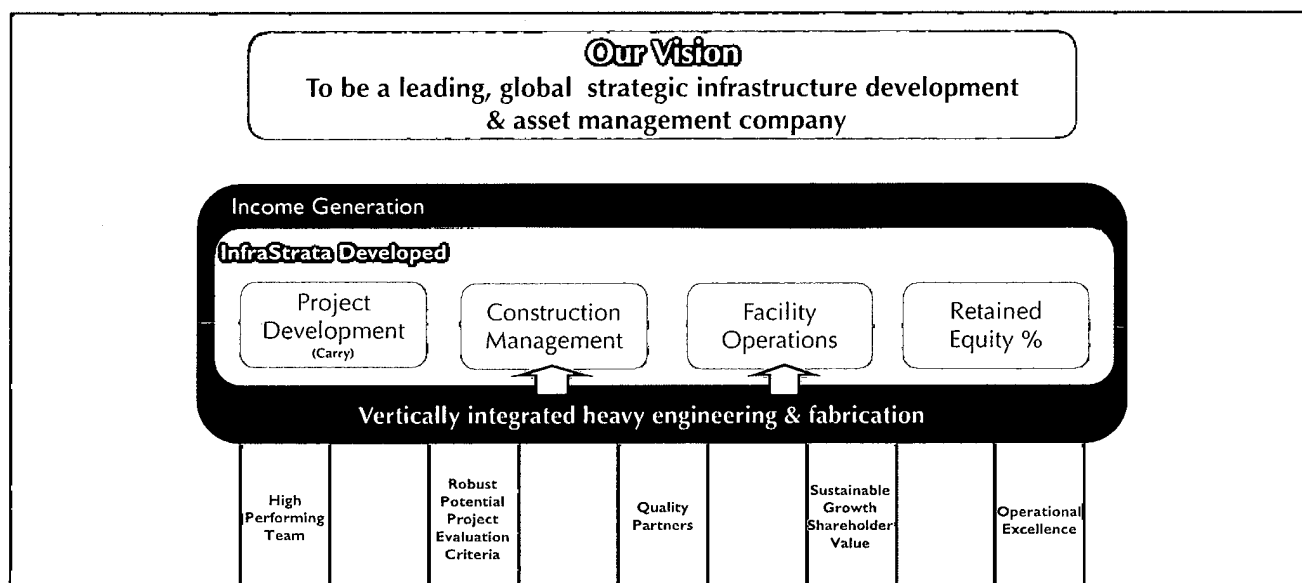 Our Vision
To be a leading, global strategic infrastructure development
& asset management company
Income Generation
InfraStrata Developed
Project
Development
(Carry)
Construction
Management
Facility
Operations
Retained
Equity %
Vertically integrated heavy engineering & fabrication
High
Performing
Team
Robust
Potential
Project
Evaluation
Criteria
Quality
Partners
Sustainable
Growth
Shareholder
Value
Operational
Excellence